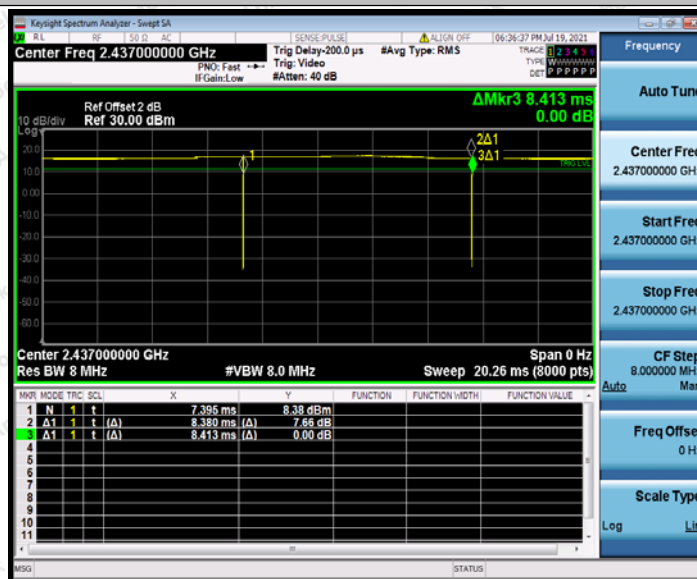 Keysight Spectrum Analyzer - Swept SA
RL RF 50 Ω AC SENSE:PULSE ALIGN OFF 06:36:37 PM Jul 19, 2021
Center Freq 2.437000000 GHz
PNO: Fast
IFGain:Low
Trig Delay-200.0 µs
Trig: Video
#Atten: 40 dB
#Avg Type: RMS
TRACE 1 2 3 4 5 6
TYPE WWWWWW
DET P P P P P P
Ref Offset 2 dB
Ref 30.00 dBm
10 dB/div
Log
ΔMkr3 8.413 ms
0.00 dB
20.0
10.0
0.00
-10.0
-20.0
-30.0
-40.0
-50.0
-60.0
1
2Δ1
3Δ1
TRIG LVL
Center 2.437000000 GHz Span 0 Hz
Res BW 8 MHz #VBW 8.0 MHz Sweep 20.26 ms (8000 pts)
MKR MODE TRC SCL X Y FUNCTION FUNCTION WIDTH FUNCTION VALUE
1 N 1 t 7.395 ms 8.38 dBm
2 Δ1 1 t (Δ) 8.380 ms (Δ) 7.66 dB
3 Δ1 1 t (Δ) 8.413 ms (Δ) 0.00 dB
4
5
6
7
8
9
10
11
MSG STATUS
Frequency
Auto Tune
Center Freq
2.437000000 GHz
Start Freq
2.437000000 GHz
Stop Freq
2.437000000 GHz
CF Step
8.000000 MHz
Auto Man
Freq Offset
0 Hz
Scale Type
Log Lin